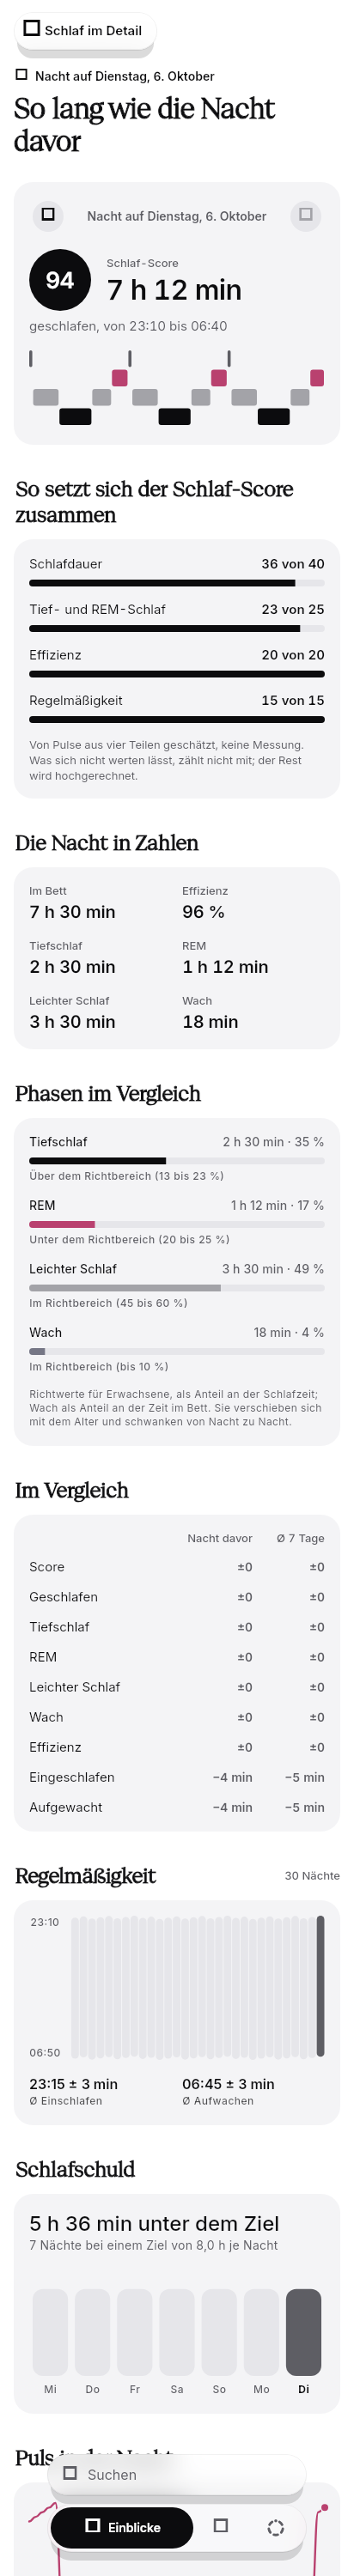 Schlaf im Detail
Nacht auf Dienstag, 6. Oktober
So lang wie die Nacht
davor
Nacht auf Dienstag, 6. Oktober
94
Schlaf-Score
7 h 12 min
geschlafen, von 23:10 bis 06:40
So setzt sich der Schlaf-Score
zusammen
Schlafdauer 36 von 40
Tief- und REM-Schlaf 23 von 25
Effizienz 20 von 20
Regelmäßigkeit 15 von 15
Von Pulse aus vier Teilen geschätzt, keine Messung.
Was sich nicht werten lässt, zählt nicht mit; der Rest
wird hochgerechnet.
Die Nacht in Zahlen
Im Bett Effizienz
7 h 30 min 96 %
Tiefschlaf REM
2 h 30 min 1 h 12 min
Leichter Schlaf Wach
3 h 30 min 18 min
Phasen im Vergleich
Tiefschlaf 2 h 30 min · 35 %
Über dem Richtbereich (13 bis 23 %)
REM 1 h 12 min · 17 %
Unter dem Richtbereich (20 bis 25 %)
Leichter Schlaf 3 h 30 min · 49 %
Im Richtbereich (45 bis 60 %)
Wach 18 min · 4 %
Im Richtbereich (bis 10 %)
Richtwerte für Erwachsene, als Anteil an der Schlafzeit;
Wach als Anteil an der Zeit im Bett. Sie verschieben sich
mit dem Alter und schwanken von Nacht zu Nacht.
Im Vergleich
Nacht davor Ø 7 Tage
Score ±0 ±0
Geschlafen ±0 ±0
Tiefschlaf ±0 ±0
REM ±0 ±0
Leichter Schlaf ±0 ±0
Wach ±0 ±0
Effizienz ±0 ±0
Eingeschlafen −4 min −5 min
Aufgewacht −4 min −5 min
Regelmäßigkeit 30 Nächte
23:10
06:50
23:15 ± 3 min 06:45 ± 3 min
Ø Einschlafen Ø Aufwachen
Schlafschuld
5 h 36 min unter dem Ziel
7 Nächte bei einem Ziel von 8,0 h je Nacht
Mi Do Fr Sa So Mo Di
Puls in der Nacht
Suchen
Einblicke